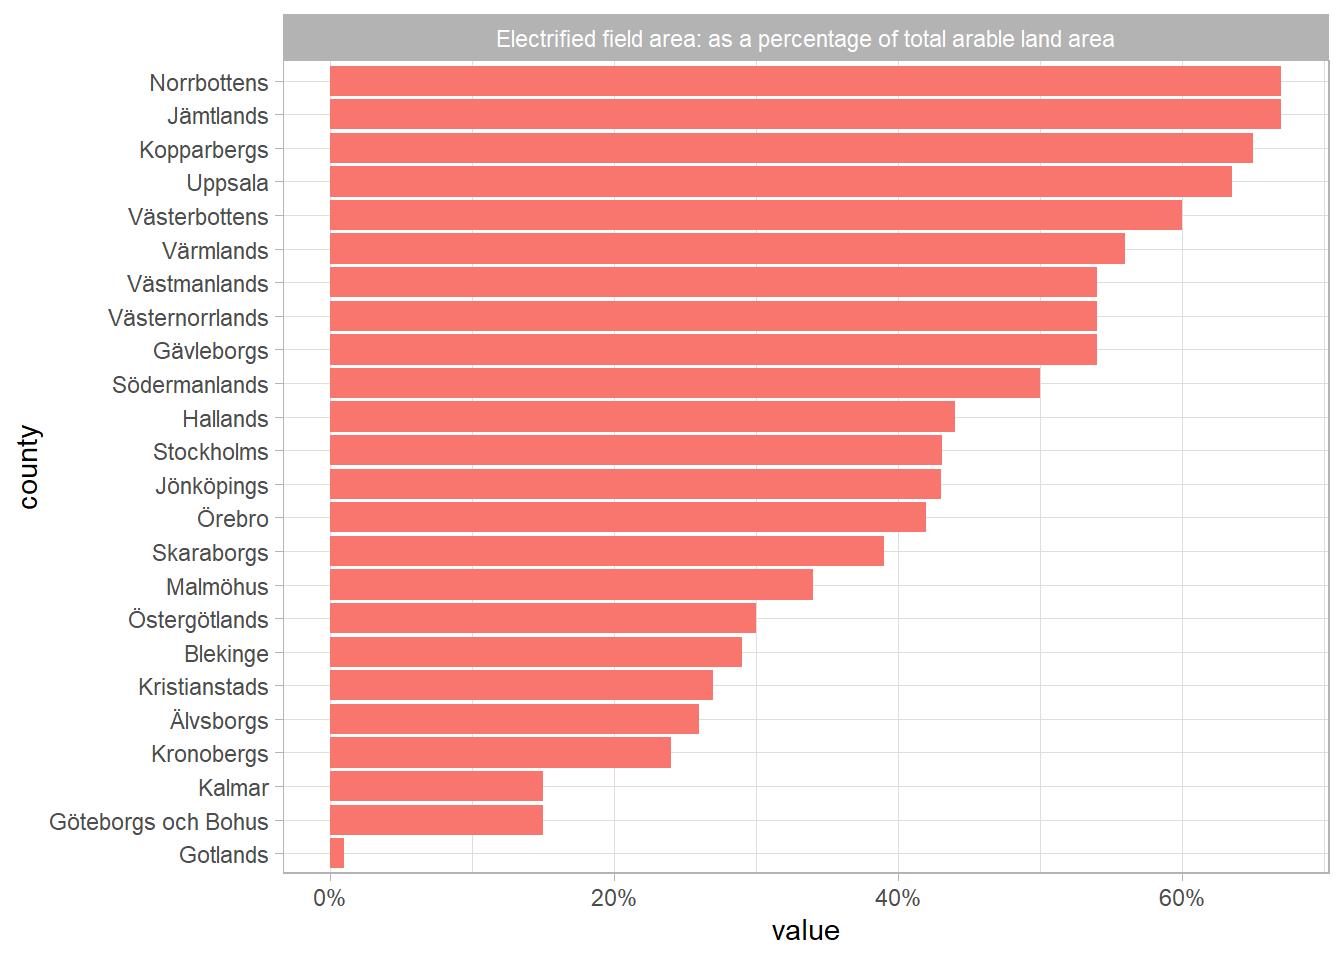 Electrified field area: as a percentage of total arable land area
Norrbottens
Jämtlands
Kopparbergs
Uppsala
Västerbottens
Värmlands
Västmanlands
Västernorrlands
Gävleborgs
Södermanlands
Hallands
Stockholms
Jönköpings
Örebro
Skaraborgs
Malmöhus
Östergötlands
Blekinge
Kristianstads
Älvsborgs
Kronobergs
Kalmar
Göteborgs och Bohus
Gotlands
county
0% 20% 40% 60%
value